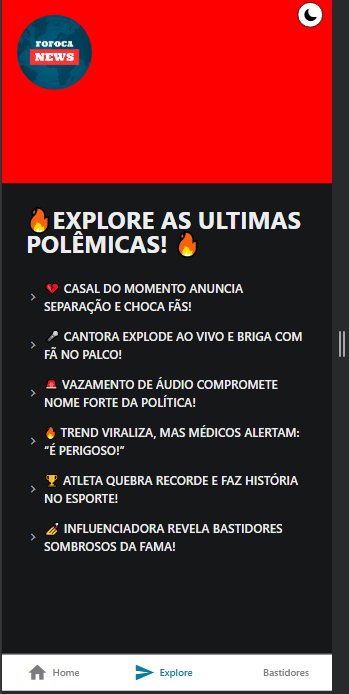 FOFOCA
NEWS
🔥EXPLORE AS ULTIMAS
POLÊMICAS! 🔥
💔 CASAL DO MOMENTO ANUNCIA
SEPARAÇÃO E CHOCA FÃS!
🎤 CANTORA EXPLODE AO VIVO E BRIGA COM
FÃ NO PALCO!
🚨 VAZAMENTO DE ÁUDIO COMPROMETE
NOME FORTE DA POLÍTICA!
🔥 TREND VIRALIZA, MAS MÉDICOS ALERTAM:
“É PERIGOSO!”
🏆 ATLETA QUEBRA RECORDE E FAZ HISTÓRIA
NO ESPORTE!
💅 INFLUENCIADORA REVELA BASTIDORES
SOMBROSOS DA FAMA!
Home
Explore
Bastidores